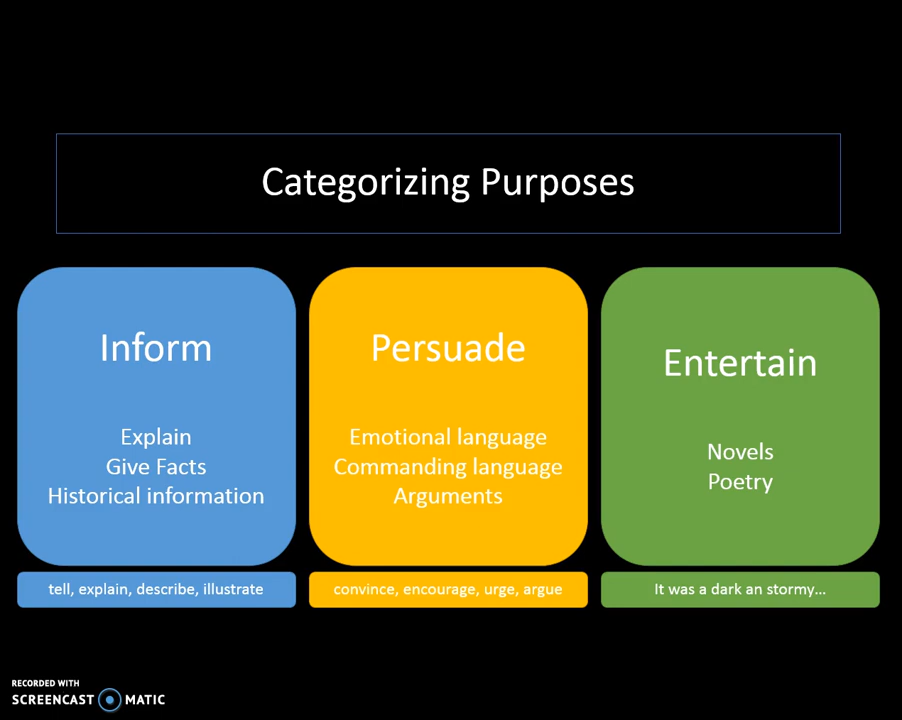 Categorizing Purposes
Inform
Explain
Give Facts
Historical information
tell, explain, describe, illustrate
Persuade
Emotional language
Commanding language
Arguments
convince, encourage, urge, argue
Entertain
Novels
Poetry
It was a dark an stormy...
RECORDED WITH
SCREENCAST MATIC